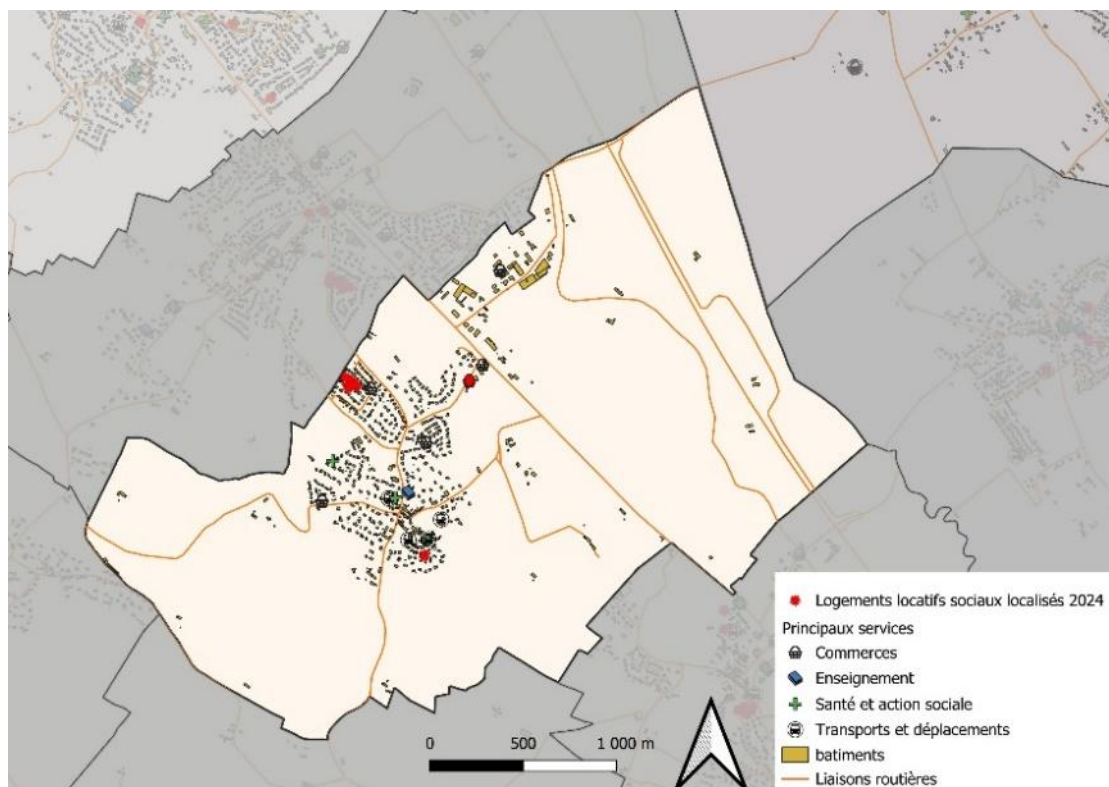 Logements locatifs sociaux localisés 2024
Principaux services
Commerces
Enseignement
Santé et action sociale
Transports et déplacements
batiments
Liaisons routières
0 500 1 000 m